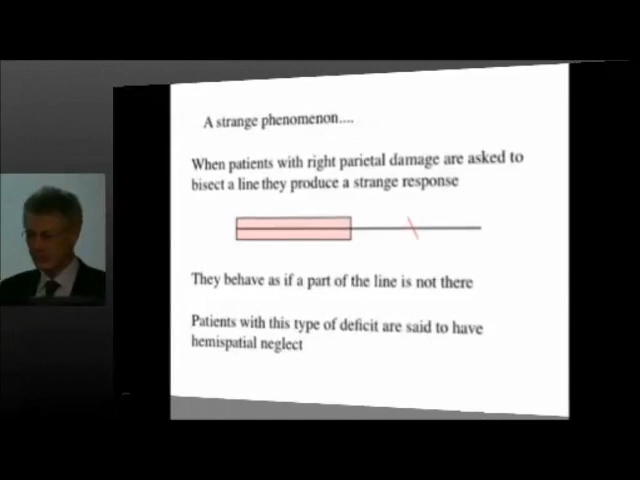 A strange phenomenon....
When patients with right parietal damage are asked to
bisect a line they produce a strange response
They behave as if a part of the line is not there
Patients with this type of deficit are said to have
hemispatial neglect